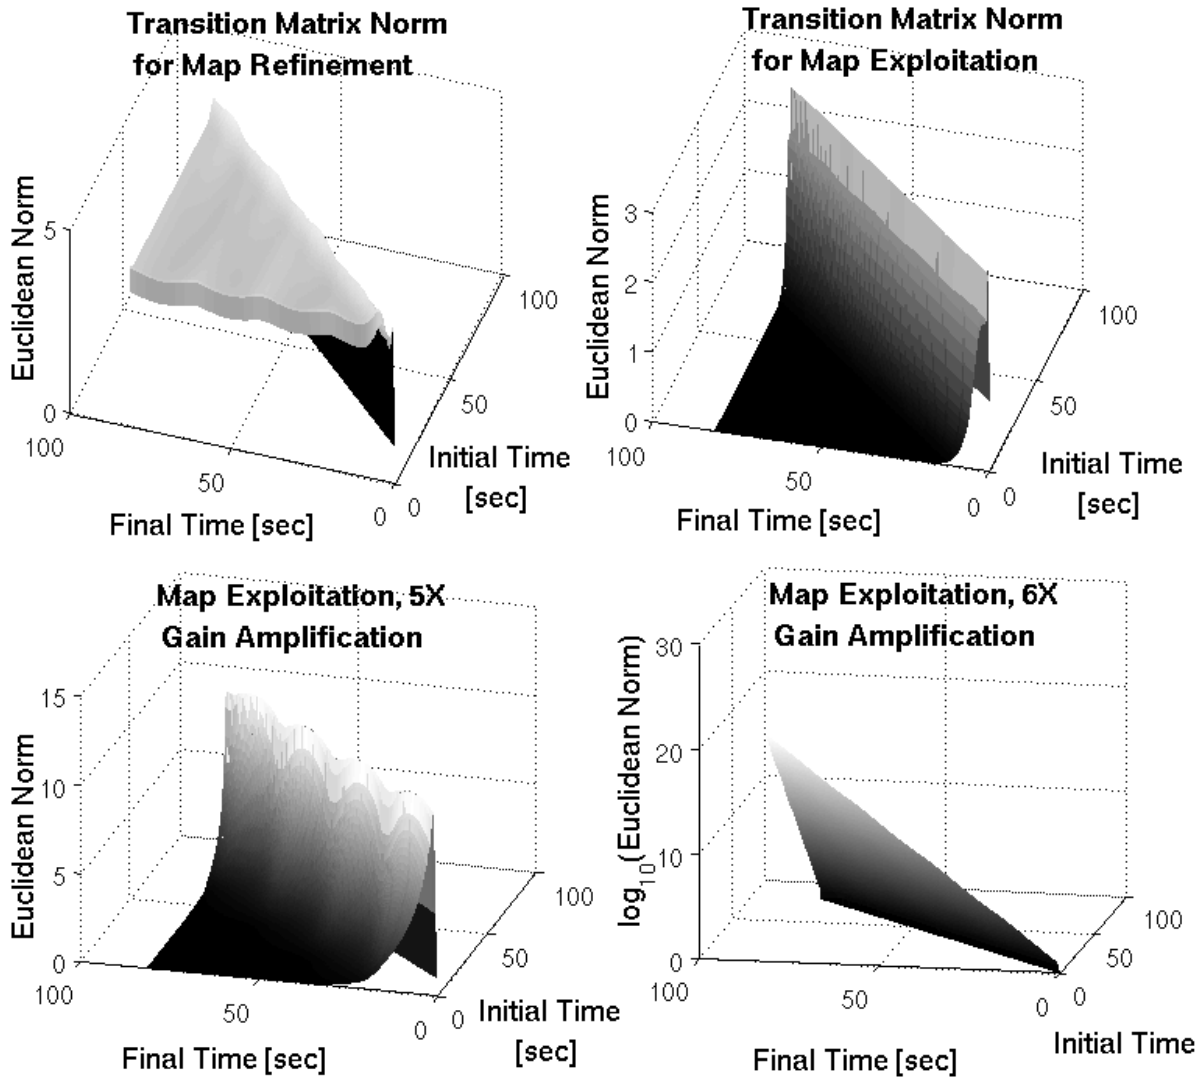 Transition Matrix Norm
for Map Refinement
Euclidean Norm
5
0
100
50
0
Final Time [sec]
0
50
100
Initial Time
[sec]
Transition Matrix Norm
for Map Exploitation
Euclidean Norm
3
2
1
0
100
50
0
Final Time [sec]
0
50
100
Initial Time
[sec]
Map Exploitation, 5X
Gain Amplification
Euclidean Norm
15
10
5
0
100
50
0
Final Time [sec]
0
50
100
Initial Time
[sec]
Map Exploitation, 6X
Gain Amplification
log10(Euclidean Norm)
30
20
10
0
100
50
0
Final Time [sec]
0
50
100
Initial Time